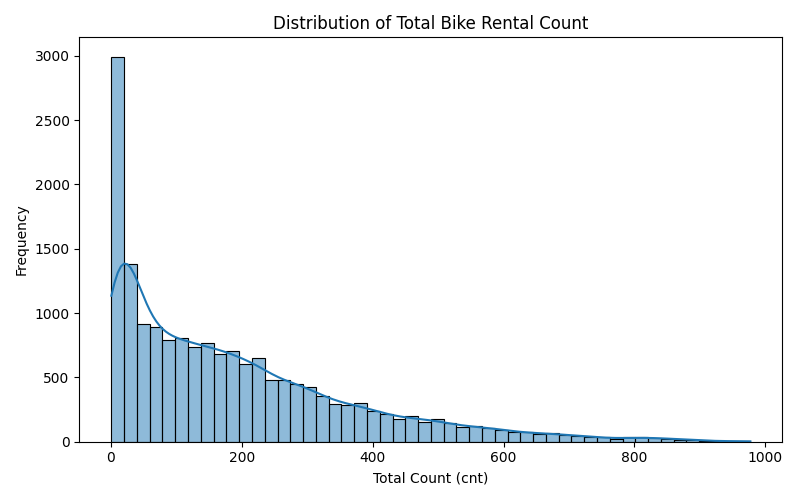 Distribution of Total Bike Rental Count
Frequency
3000
2500
2000
1500
1000
500
0
0 200 400 600 800 1000
Total Count (cnt)